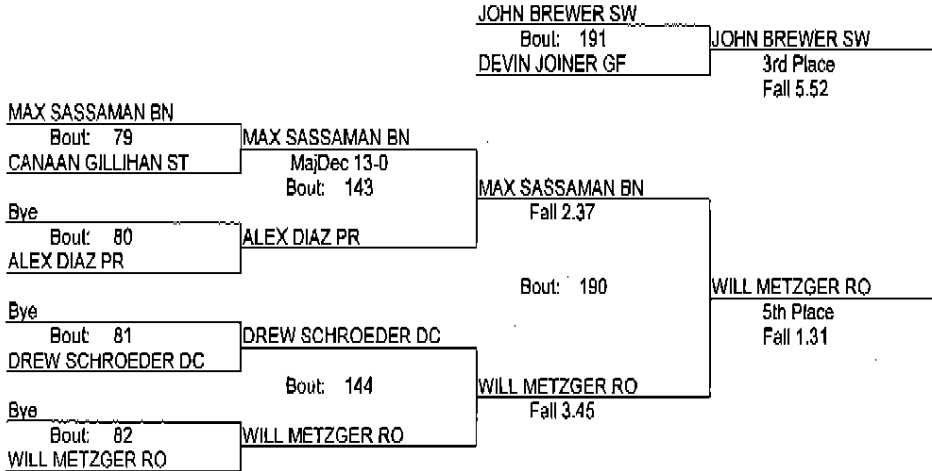 JOHN BREWER SW
Bout: 191
JOHN BREWER SW
DEVIN JOINER GF
3rd Place
Fall 5.52
MAX SASSAMAN BN
Bout: 79
MAX SASSAMAN BN
CANAAN GILLIHAN ST
MajDec 13-0
Bout: 143
MAX SASSAMAN BN
Fall 2.37
Bye
Bout: 80
ALEX DIAZ PR
ALEX DIAZ PR
Bout: 190
WILL METZGER RO
5th Place
Fall 1.31
Bye
Bout: 81
DREW SCHROEDER DC
DREW SCHROEDER DC
Bout: 144
WILL METZGER RO
Fall 3.45
Bye
Bout: 82
WILL METZGER RO
WILL METZGER RO